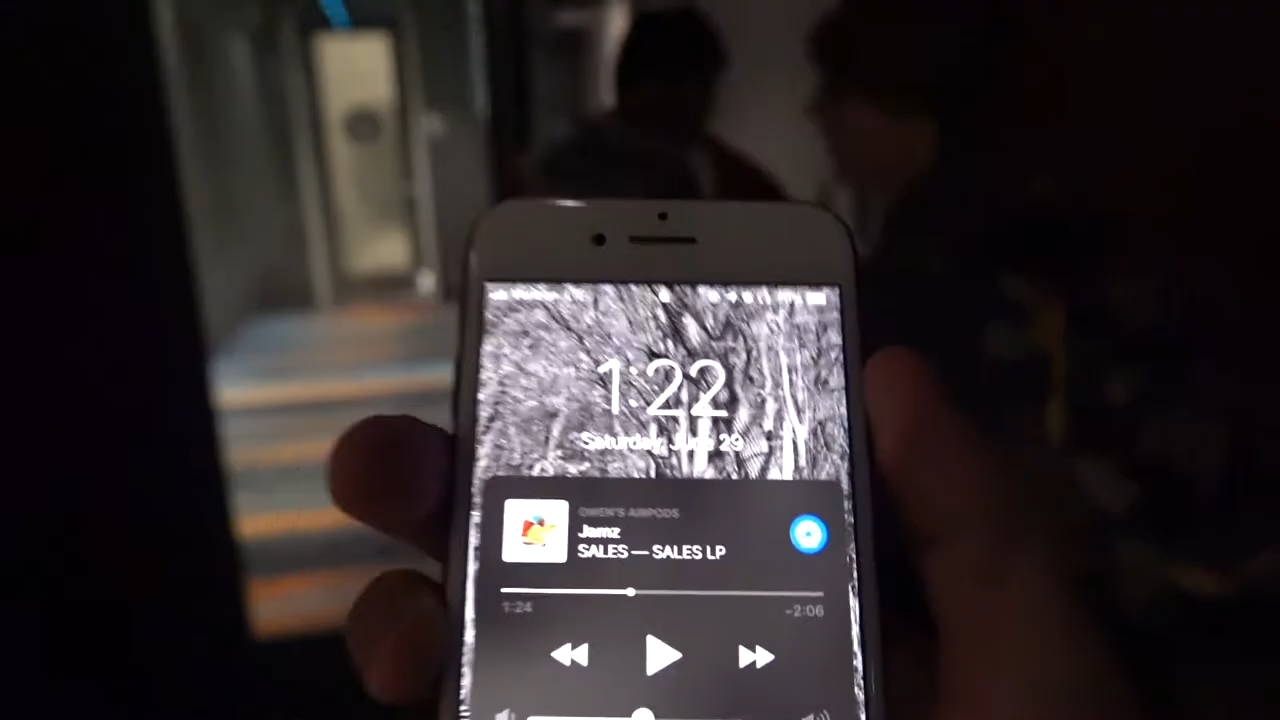 1:22
Saturday, June 29
OWEN'S AIRPODS
Jamz
SALES — SALES LP
1:24
-2:06